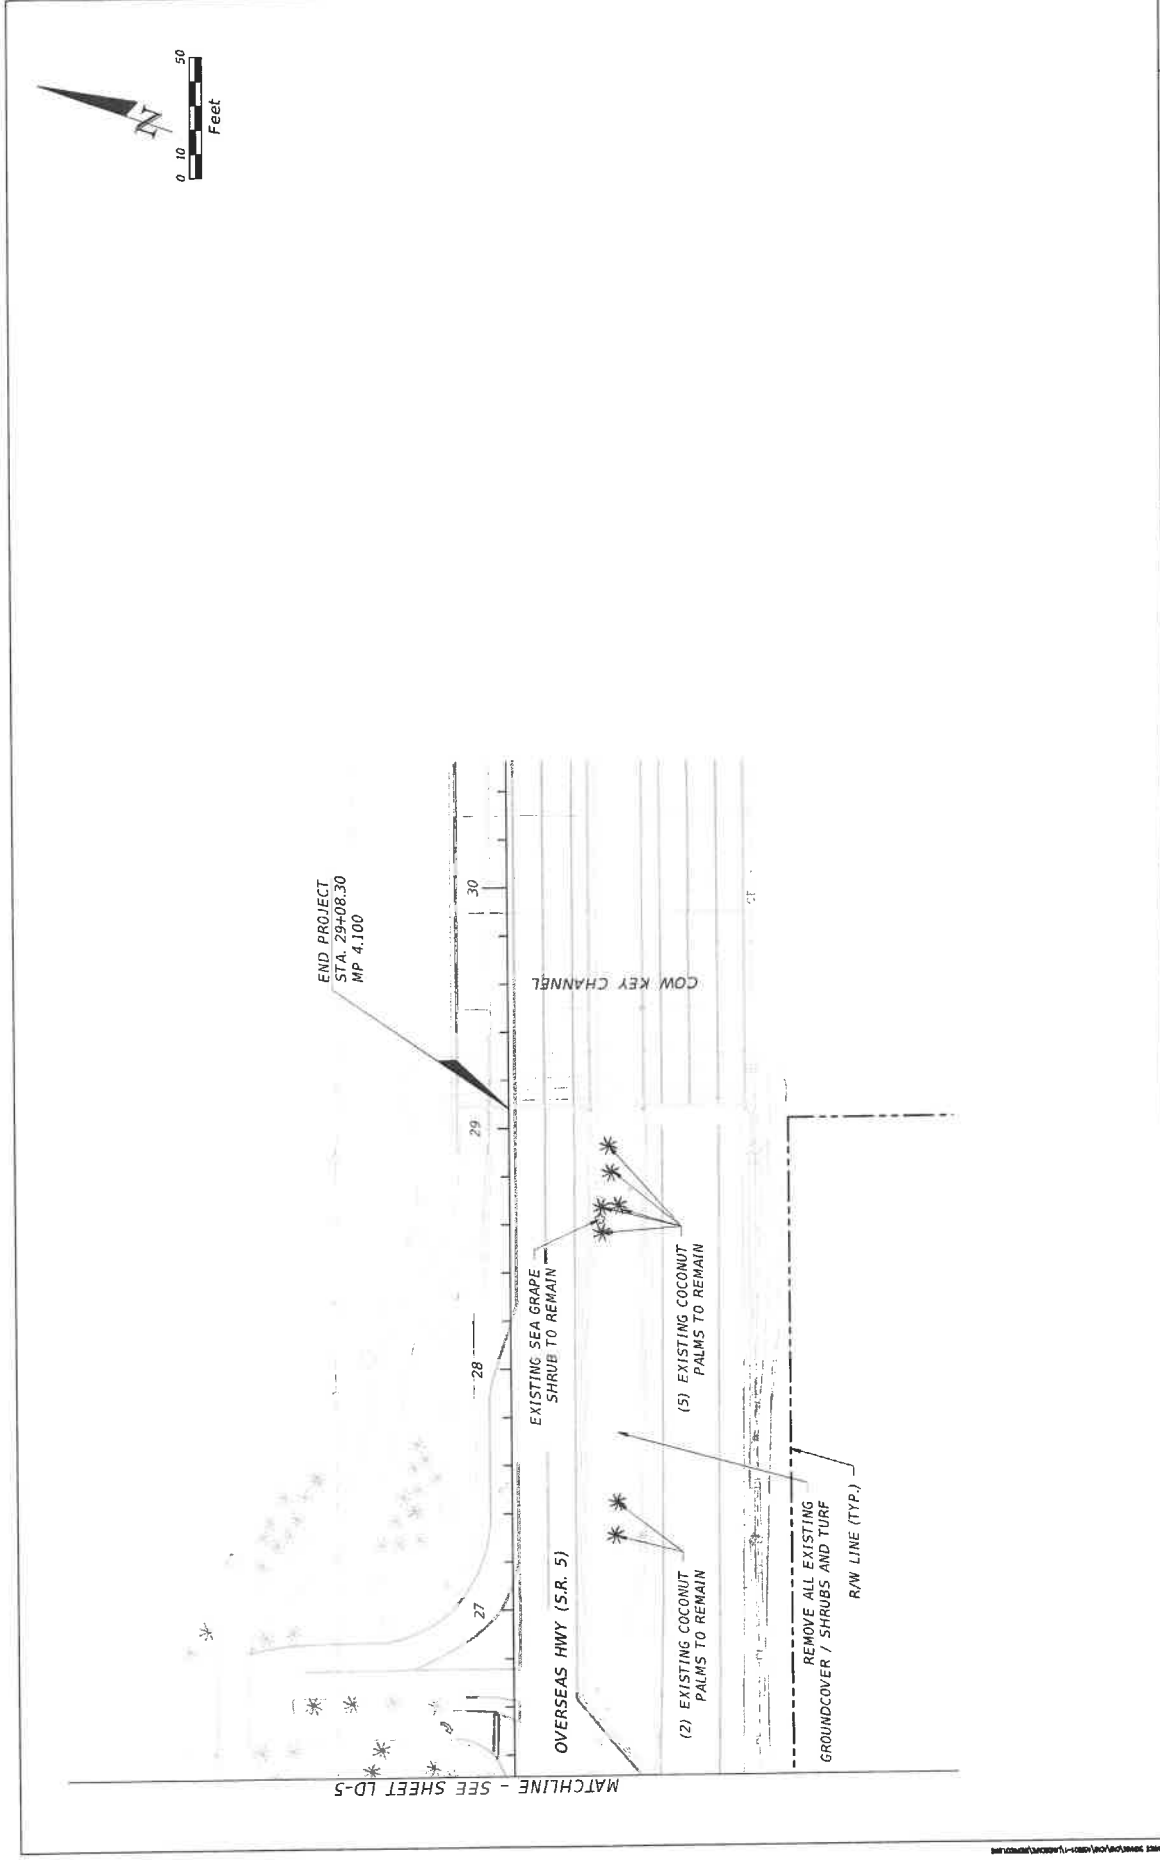 50
10
0
Feet
N
END PROJECT
STA. 29+08.30
MP 4.100
30
29
28
27
COW KEY CHANNEL
EXISTING SEA GRAPE
SHRUB TO REMAIN
(5) EXISTING COCONUT
PALMS TO REMAIN
OVERSEAS HWY (S.R. 5)
(2) EXISTING COCONUT
PALMS TO REMAIN
REMOVE ALL EXISTING
GROUNDCOVER / SHRUBS AND TURF
R/W LINE (TYP.)
MATCHLINE - SEE SHEET LD-5